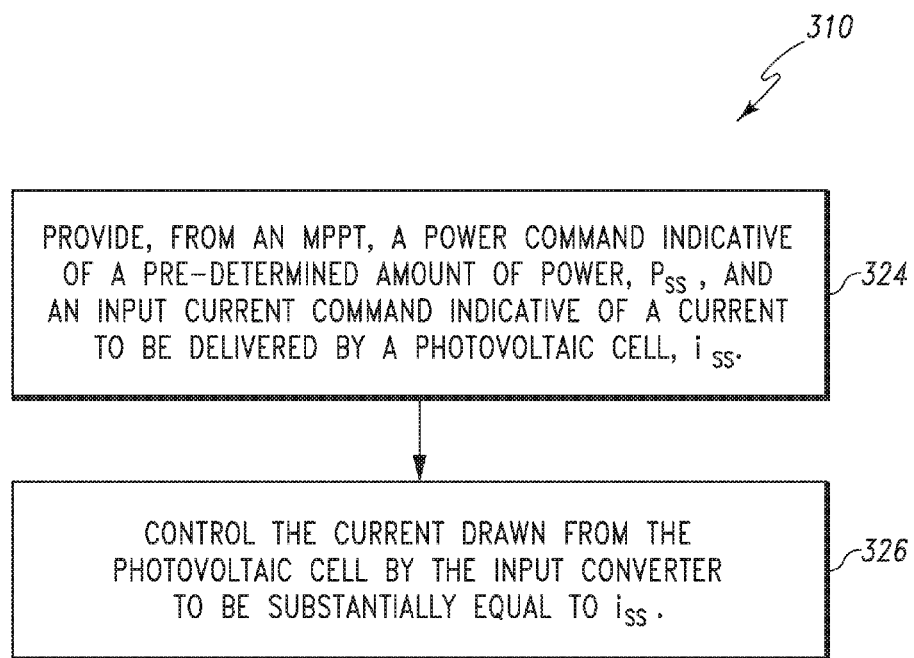 310
PROVIDE, FROM AN MPPT, A POWER COMMAND INDICATIVE
OF A PRE-DETERMINED AMOUNT OF POWER, PSS, AND
AN INPUT CURRENT COMMAND INDICATIVE OF A CURRENT
TO BE DELIVERED BY A PHOTOVOLTAIC CELL, iSS.
324
CONTROL THE CURRENT DRAWN FROM THE
PHOTOVOLTAIC CELL BY THE INPUT CONVERTER
TO BE SUBSTANTIALLY EQUAL TO iSS.
326